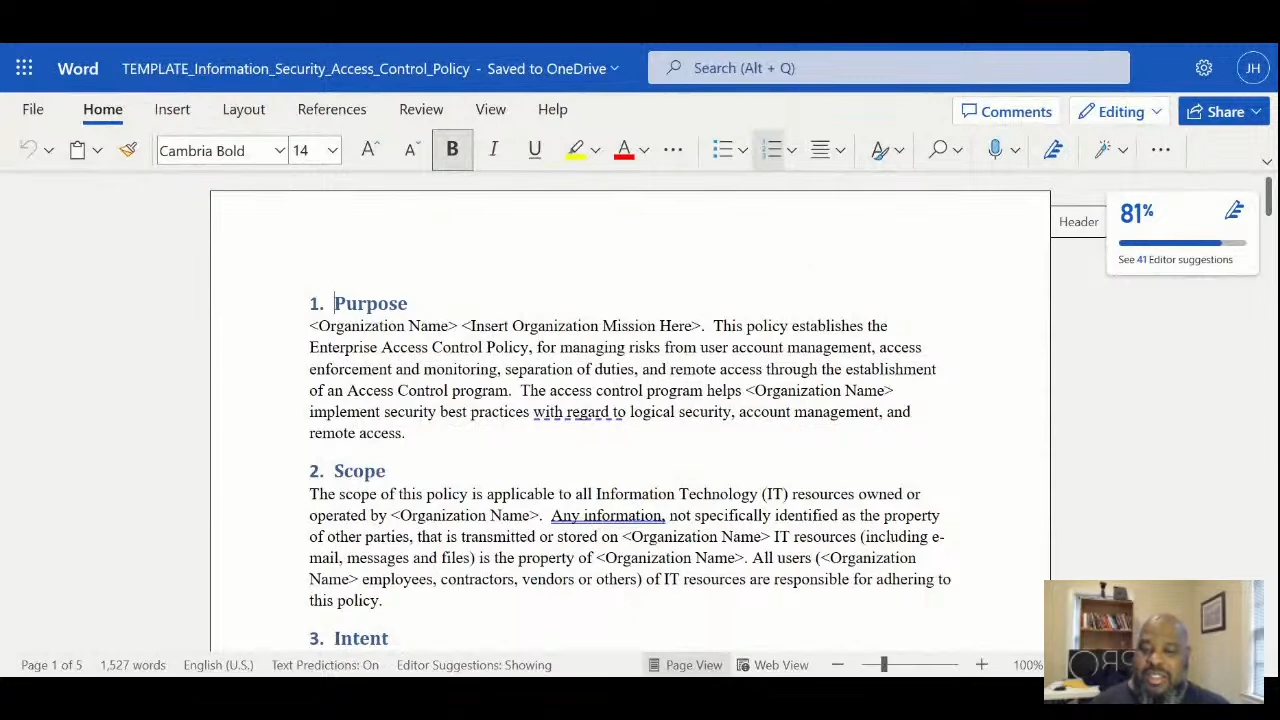 Word TEMPLATE_Information_Security_Access_Control_Policy - Saved to OneDrive Search (Alt + Q) JH
File Home Insert Layout References Review View Help Comments Editing Share
Cambria Bold 14 A A B I U A
81%
Header
See 41 Editor suggestions
1. Purpose
<Organization Name> <Insert Organization Mission Here>. This policy establishes the
Enterprise Access Control Policy, for managing risks from user account management, access
enforcement and monitoring, separation of duties, and remote access through the establishment
of an Access Control program. The access control program helps <Organization Name>
implement security best practices with regard to logical security, account management, and
remote access.
2. Scope
The scope of this policy is applicable to all Information Technology (IT) resources owned or
operated by <Organization Name>. Any information, not specifically identified as the property
of other parties, that is transmitted or stored on <Organization Name> IT resources (including e-
mail, messages and files) is the property of <Organization Name>. All users (<Organization
Name> employees, contractors, vendors or others) of IT resources are responsible for adhering to
this policy.
3. Intent
Page 1 of 5 1,527 words English (U.S.) Text Predictions: On Editor Suggestions: Showing Page View Web View 100%